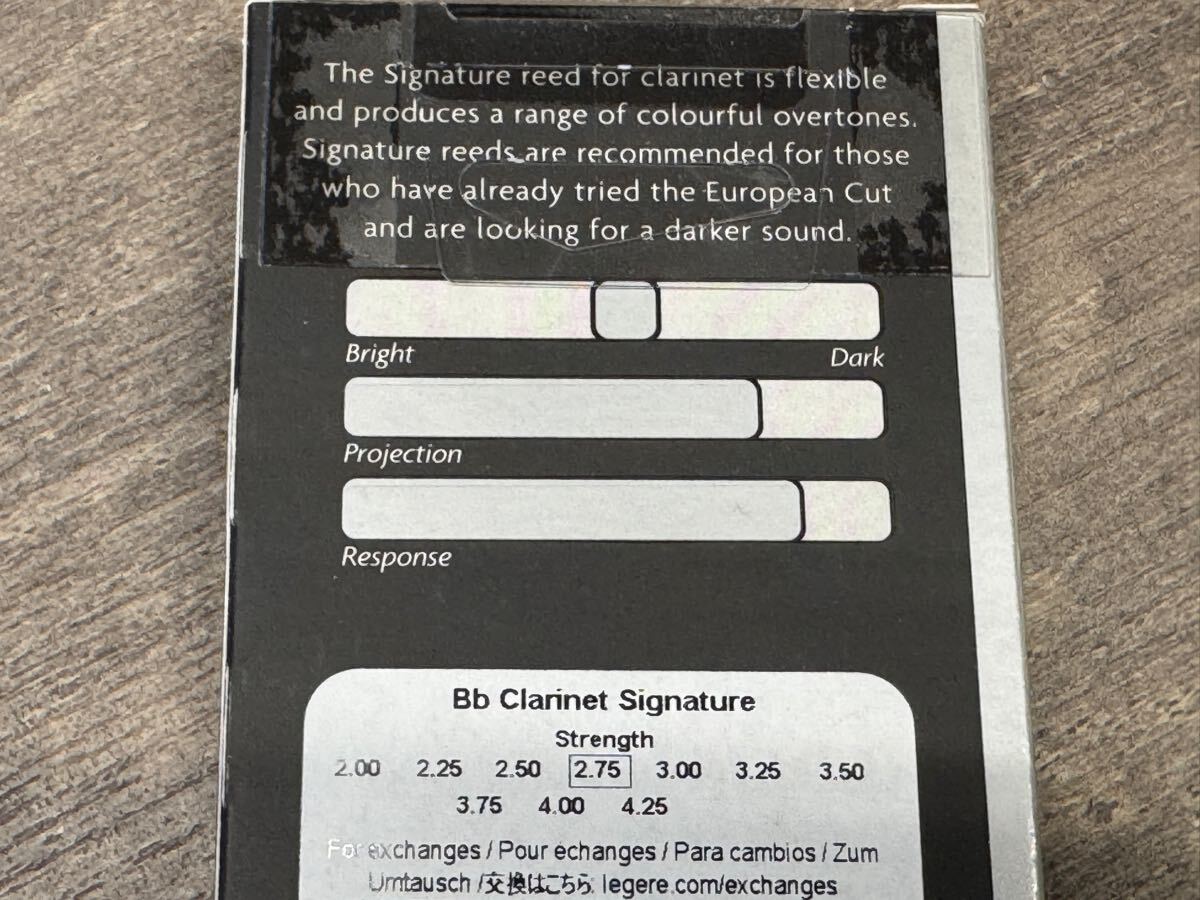 The Signature reed for clarinet is flexible
and produces a range of colourful overtones.
Signature reeds are recommended for those
who have already tried the European Cut
and are looking for a darker sound.
Bright Dark
Projection
Response
Bb Clarinet Signature
Strength
2.00 2.25 2.50 2.75 3.00 3.25 3.50
3.75 4.00 4.25
For exchanges / Pour échanges / Para cambios / Zum
Umtausch /交換はこちら legere.com/exchanges